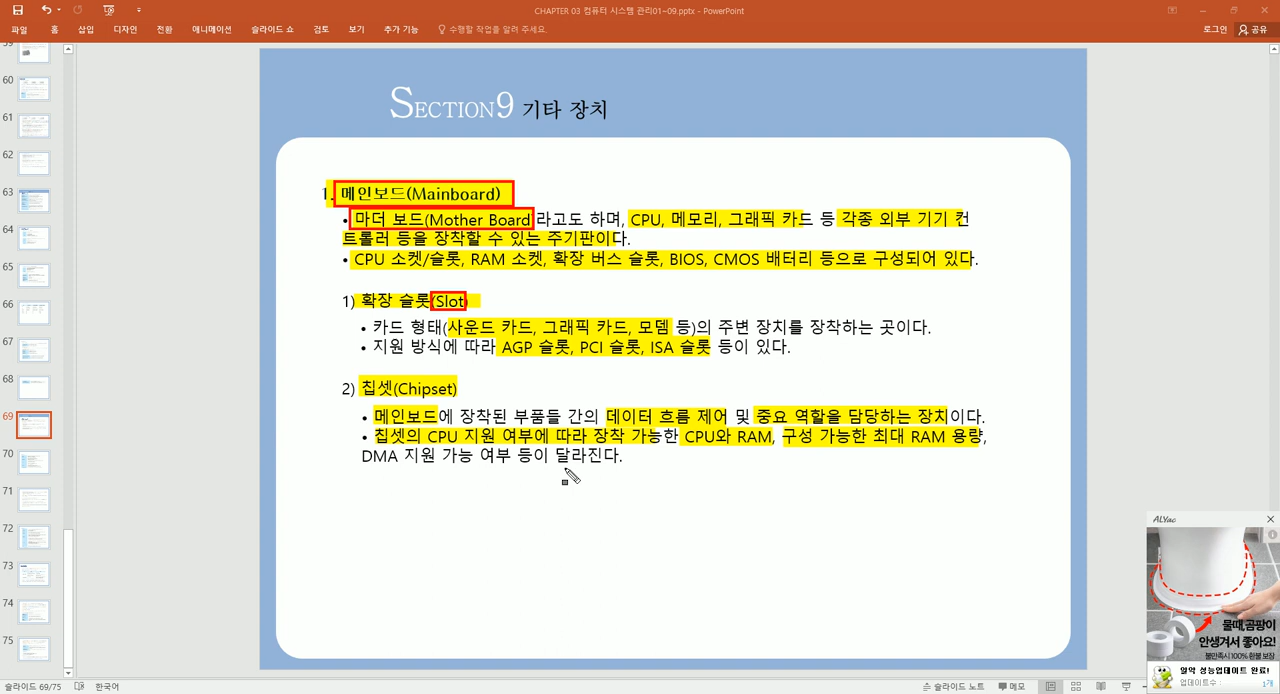 CHAPTER 03 컴퓨터 시스템 관리01~09.pptx - PowerPoint
파일 홈 삽입 디자인 전환 애니메이션 슬라이드 쇼 검토 보기 추가 기능 수행할 작업을 알려 주세요. 로그인 공유
59
60
61
62
63
64
65
66
67
68
69
70
71
72
73
74
75
SECTION9 기타 장치
1. 메인보드(Mainboard)
• 마더 보드(Mother Board)라고도 하며, CPU, 메모리, 그래픽 카드 등 각종 외부 기기 컨
트롤러 등을 장착할 수 있는 주기판이다.
• CPU 소켓/슬롯, RAM 소켓, 확장 버스 슬롯, BIOS, CMOS 배터리 등으로 구성되어 있다.
1) 확장 슬롯(Slot)
• 카드 형태(사운드 카드, 그래픽 카드, 모뎀 등)의 주변 장치를 장착하는 곳이다.
• 지원 방식에 따라 AGP 슬롯, PCI 슬롯, ISA 슬롯 등이 있다.
2) 칩셋(Chipset)
• 메인보드에 장착된 부품들 간의 데이터 흐름 제어 및 중요 역할을 담당하는 장치이다.
• 칩셋의 CPU 지원 여부에 따라 장착 가능한 CPU와 RAM, 구성 가능한 최대 RAM 용량,
DMA 지원 가능 여부 등이 달라진다.
ALYac
물때,곰팡이
안생겨서 좋아요!
불만족시 100% 환불 보장
알약 성능업데이트 완료!
업데이트수 : 1개
슬라이드 69/75 한국어 슬라이드 노트 메모